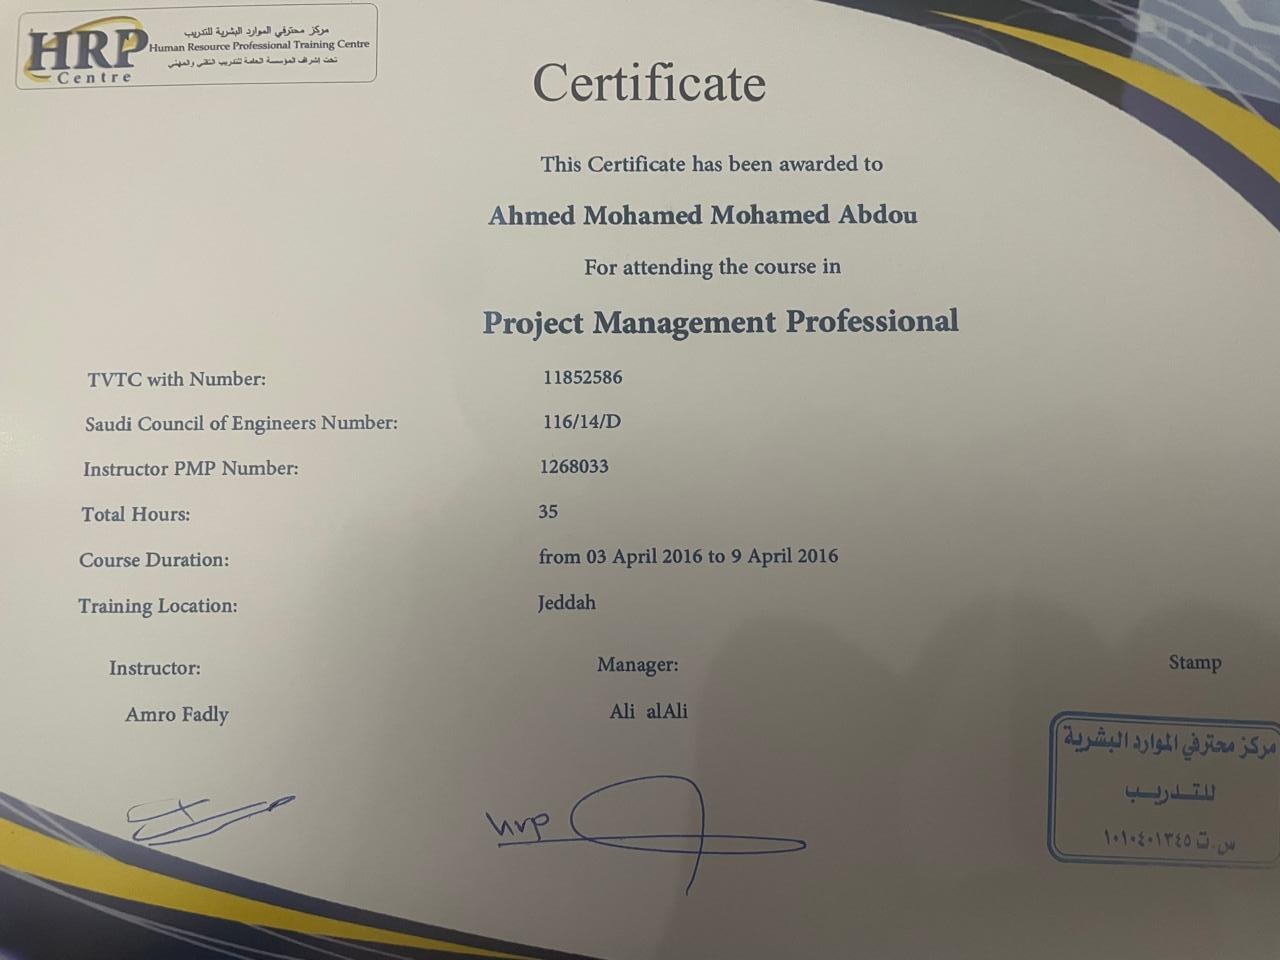 HRP
Centre
مركز محترفي الموارد البشرية للتدريب
Human Resource Professional Training Centre
تحت إشراف المؤسسة العامة للتدريب التقني والمهني
Certificate
This Certificate has been awarded to
Ahmed Mohamed Mohamed Abdou
For attending the course in
Project Management Professional
TVTC with Number: 11852586
Saudi Council of Engineers Number: 116/14/D
Instructor PMP Number: 1268033
Total Hours: 35
Course Duration: from 03 April 2016 to 9 April 2016
Training Location: Jeddah
Instructor: Manager: Stamp
Amro Fadly Ali alAli
hrp
مركز محترفي الموارد البشرية
للتدريب
س.ت ١٠١٠٤٠١٣٤٥